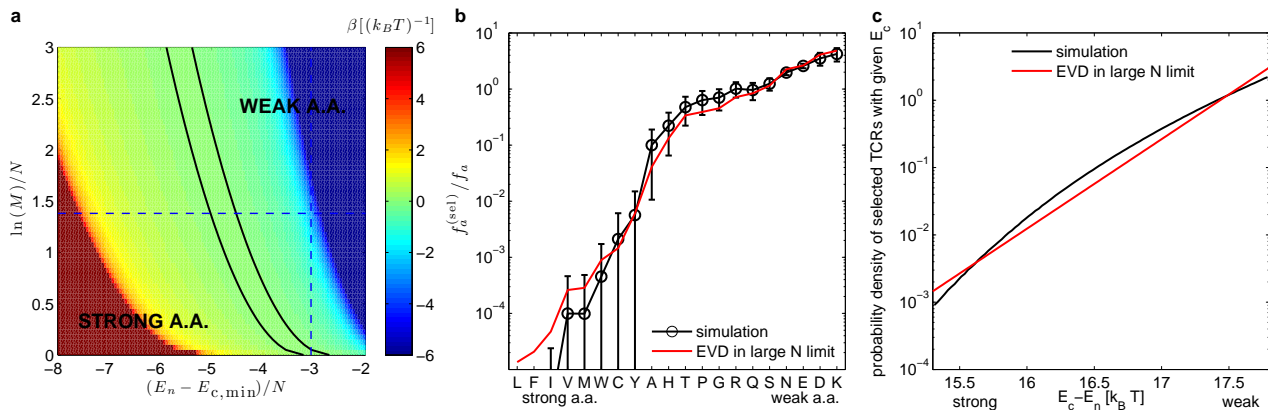 a
β[(k_BT)^{-1}]
3
2.5
2
1.5
1
0.5
0
ln(M)/N
WEAK A.A.
STRONG A.A.
-8
-7
-6
-5
-4
-3
-2
(E_n − E_{c,min})/N
6
4
2
0
−2
−4
−6
b
10^1
10^0
10^{-1}
10^{-2}
10^{-3}
10^{-4}
f_a^{(sel)}/f_a
simulation
EVD in large N limit
L F I V M W C Y A H T P G R Q S N E D K
strong a.a. weak a.a.
c
probability density of selected TCRs with given E_c
10^1
10^0
10^{-1}
10^{-2}
10^{-3}
10^{-4}
simulation
EVD in large N limit
15.5 16 16.5 17 17.5
strong E_c−E_n [k_B T] weak